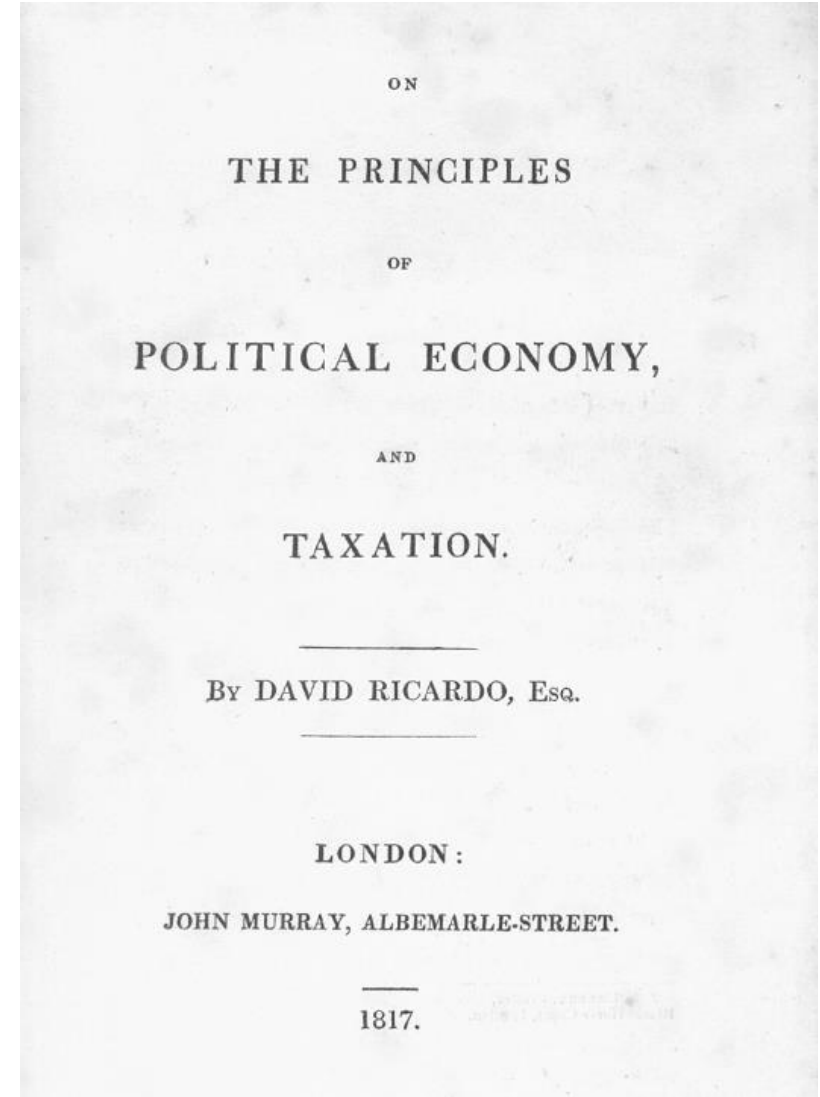 ON
THE PRINCIPLES
OF
POLITICAL ECONOMY,
AND
TAXATION.
By DAVID RICARDO, Esq.
LONDON:
JOHN MURRAY, ALBEMARLE-STREET.
1817.